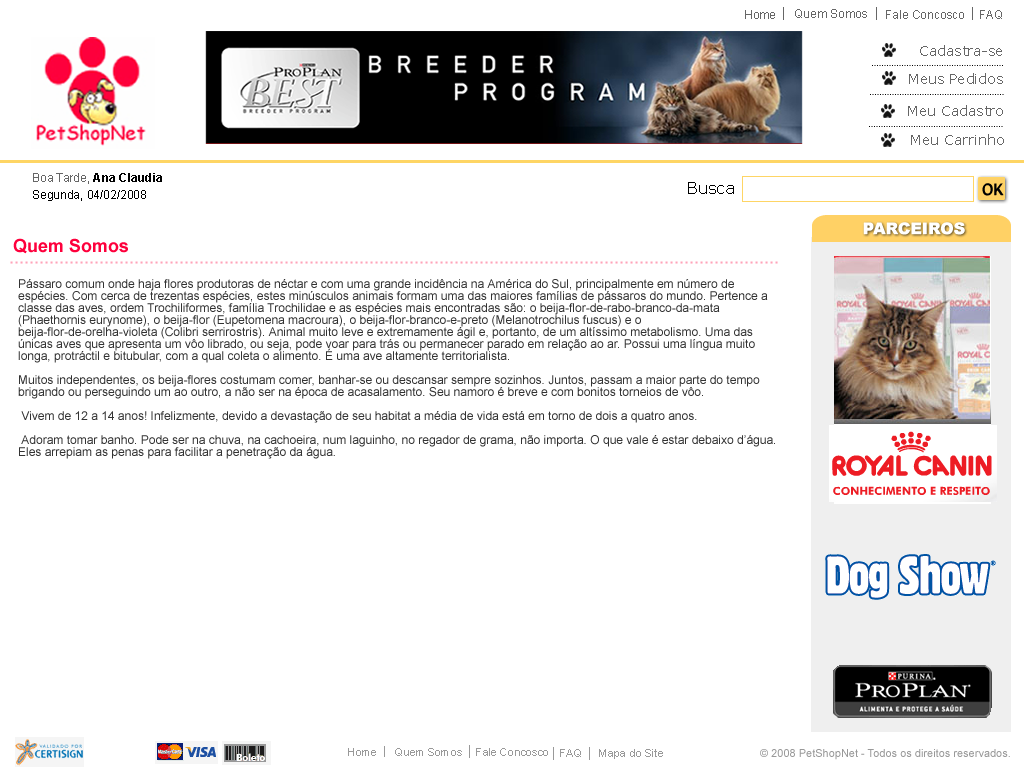 Home | Quem Somos | Fale Concosco | FAQ
PetShopNet
PROPLAN
BEST
BREEDER PROGRAM
BREEDER
PROGRAM
Cadastra-se
Meus Pedidos
Meu Cadastro
Meu Carrinho
Boa Tarde, Ana Claudia
Segunda, 04/02/2008
Busca OK
PARCEIROS
Quem Somos
Pássaro comum onde haja flores produtoras de néctar e com uma grande incidência na América do Sul, principalmente em número de
espécies. Com cerca de trezentas espécies, estes minúsculos animais formam uma das maiores famílias de pássaros do mundo. Pertence a
classe das aves, ordem Trochiliformes, família Trochilidae e as espécies mais encontradas são: o beija-flor-de-rabo-branco-da-mata
(Phaethornis eurynome), o beija-flor (Eupetomena macroura), o beija-flor-branco-e-preto (Melanotrochilus fuscus) e o
beija-flor-de-orelha-violeta (Colibri serrirostris). Animal muito leve e extremamente ágil e, portanto, de um altíssimo metabolismo. Uma das
únicas aves que apresenta um vôo librado, ou seja, pode voar para trás ou permanecer parado em relação ao ar. Possui uma língua muito
longa, protráctil e bitubular, com a qual coleta o alimento. É uma ave altamente territorialista.
Muitos independentes, os beija-flores costumam comer, banhar-se ou descansar sempre sozinhos. Juntos, passam a maior parte do tempo
brigando ou perseguindo um ao outro, a não ser na época de acasalamento. Seu namoro é breve e com bonitos torneios de vôo.
Vivem de 12 a 14 anos! Infelizmente, devido a devastação de seu habitat a média de vida está em torno de dois a quatro anos.
Adoram tomar banho. Pode ser na chuva, na cachoeira, num laguinho, no regador de grama, não importa. O que vale é estar debaixo d'água.
Eles arrepiam as penas para facilitar a penetração da água.
ROYAL CANIN
CONHECIMENTO E RESPEITO
Dog Show®
PURINA
PROPLAN
ALIMENTA E PROTEGE A SAÚDE
VALIDADO POR
CERTISIGN
MasterCard VISA Boleto
Home | Quem Somos | Fale Concosco | FAQ | Mapa do Site
© 2008 PetShopNet - Todos os direitos reservados.